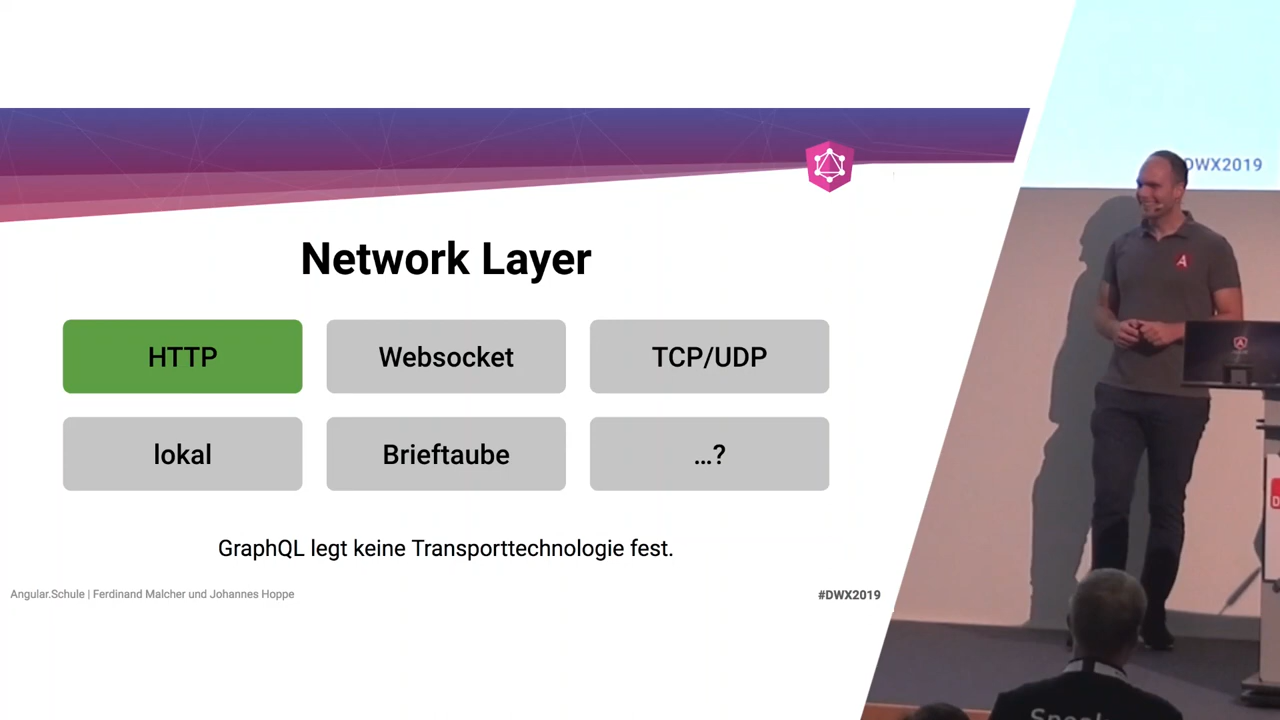 Network Layer
HTTP
Websocket
TCP/UDP
lokal
Brieftaube
...?
GraphQL legt keine Transporttechnologie fest.
Angular.Schule | Ferdinand Malcher und Johannes Hoppe
#DWX2019
DWX2019
A